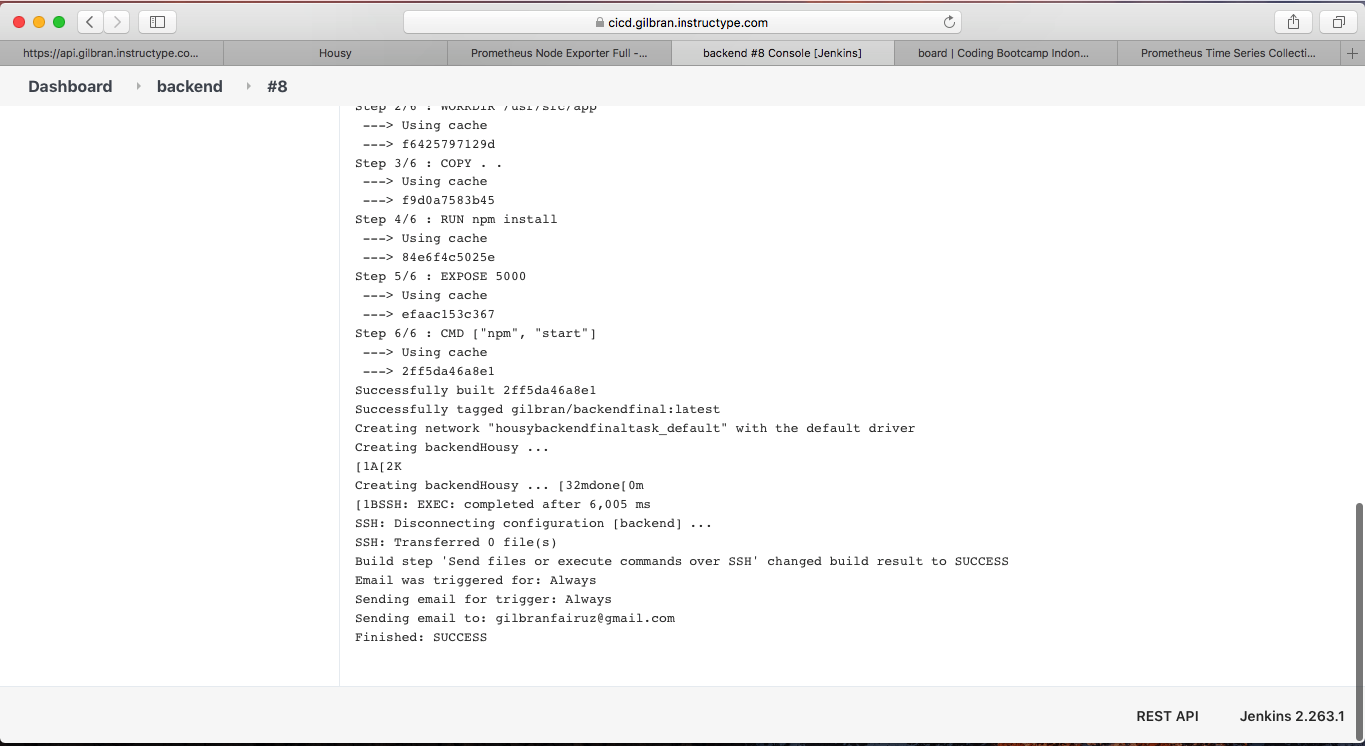 cicd.gilbran.instructype.com
https://api.gilbran.instructype.co...
Housy
Prometheus Node Exporter Full -...
backend #8 Console [Jenkins]
board | Coding Bootcamp Indon...
Prometheus Time Series Collecti...
Dashboard
backend
#8
Step 2/6 : WORKDIR /usr/src/app
---> Using cache
---> f6425797129d
Step 3/6 : COPY . .
---> Using cache
---> f9d0a7583b45
Step 4/6 : RUN npm install
---> Using cache
---> 84e6f4c5025e
Step 5/6 : EXPOSE 5000
---> Using cache
---> efaac153c367
Step 6/6 : CMD ["npm", "start"]
---> Using cache
---> 2ff5da46a8e1
Successfully built 2ff5da46a8e1
Successfully tagged gilbran/backendfinal:latest
Creating network "housybackendfinaltask_default" with the default driver
Creating backendHousy ...
[1A[2K
Creating backendHousy ... [32mdone[0m
[1BSSH: EXEC: completed after 6,005 ms
SSH: Disconnecting configuration [backend] ...
SSH: Transferred 0 file(s)
Build step 'Send files or execute commands over SSH' changed build result to SUCCESS
Email was triggered for: Always
Sending email for trigger: Always
Sending email to: gilbranfairuz@gmail.com
Finished: SUCCESS
REST API
Jenkins 2.263.1